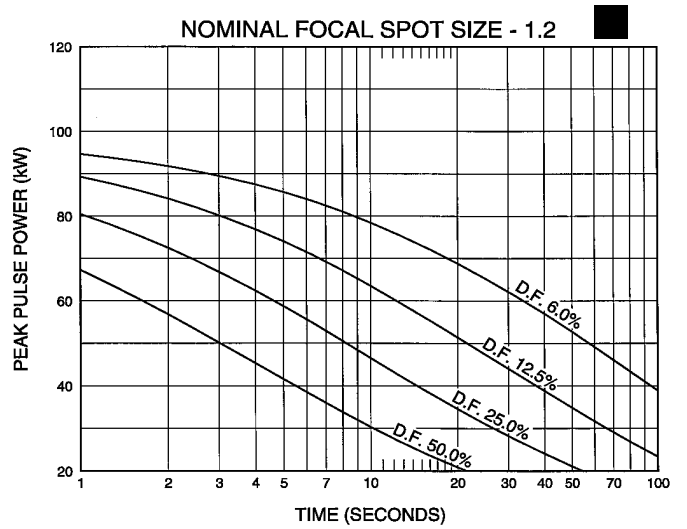 NOMINAL FOCAL SPOT SIZE - 1.2
PEAK PULSE POWER (kW)
120
100
80
60
40
20
D.F. 6.0%
D.F. 12.5%
D.F. 25.0%
D.F. 50.0%
1 2 3 4 5 7 10 20 30 40 50 70 100
TIME (SECONDS)